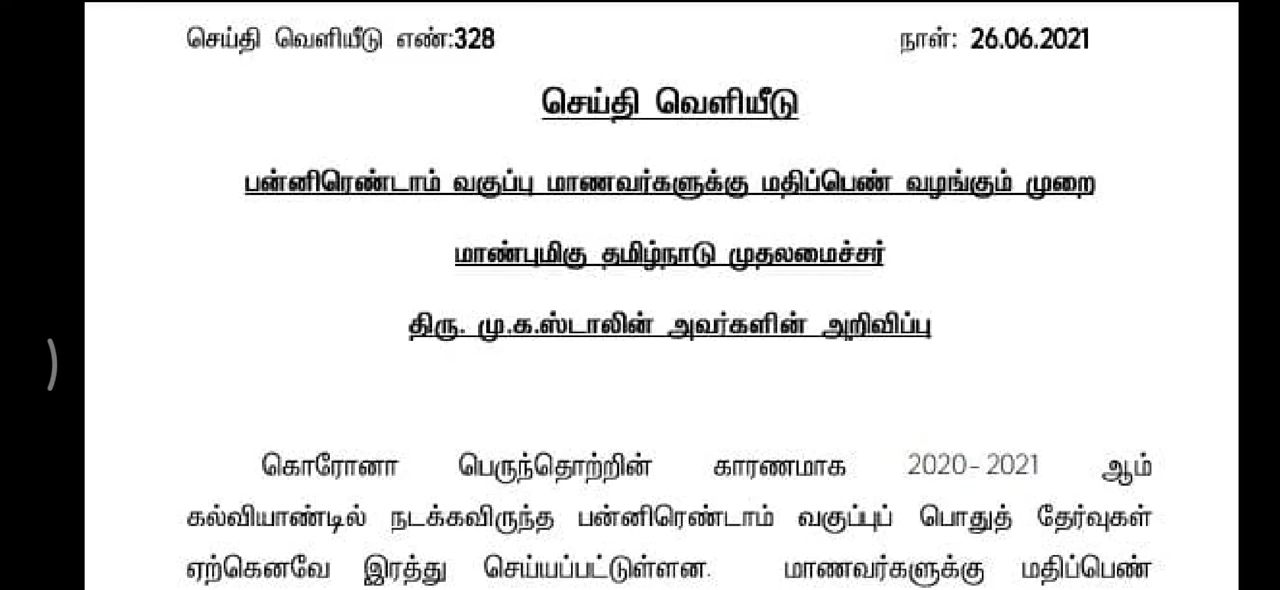 செய்தி வெளியீடு எண்:328 நாள்: 26.06.2021
செய்தி வெளியீடு
பன்னிரெண்டாம் வகுப்பு மாணவர்களுக்கு மதிப்பெண் வழங்கும் முறை
மாண்புமிகு தமிழ்நாடு முதலமைச்சர்
திரு. மு.க.ஸ்டாலின் அவர்களின் அறிவிப்பு
கொரோனா பெருந்தொற்றின் காரணமாக 2020-2021 ஆம்
கல்வியாண்டில் நடக்கவிருந்த பன்னிரெண்டாம் வகுப்புப் பொதுத் தேர்வுகள்
ஏற்கெனவே இரத்து செய்யப்பட்டுள்ளன. மாணவர்களுக்கு மதிப்பெண்